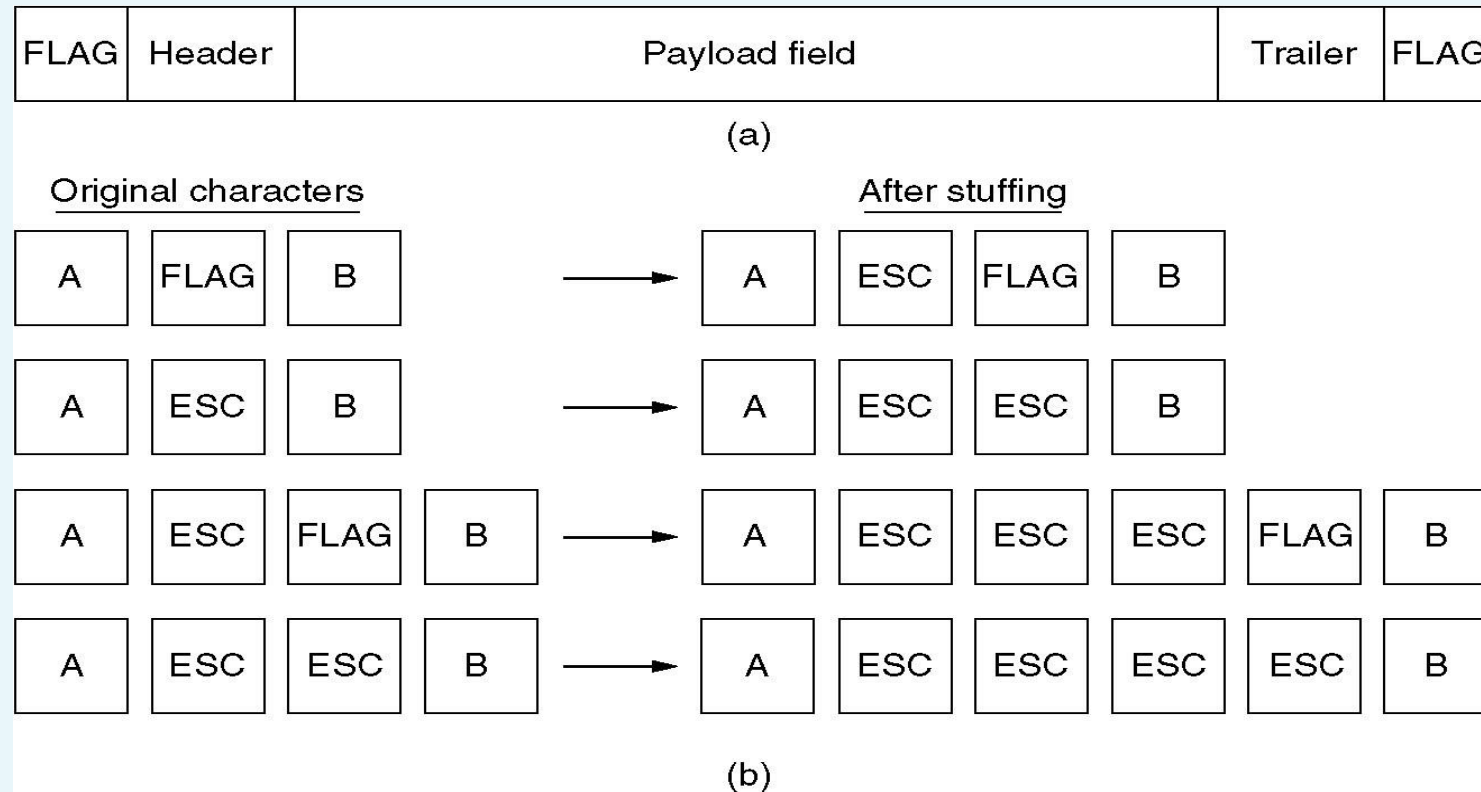 FLAG Header Payload field Trailer FLAG
(a)
Original characters After stuffing
A FLAG B A ESC FLAG B
A ESC B A ESC ESC B
A ESC FLAG B A ESC ESC ESC FLAG B
A ESC ESC B A ESC ESC ESC ESC B
(b)